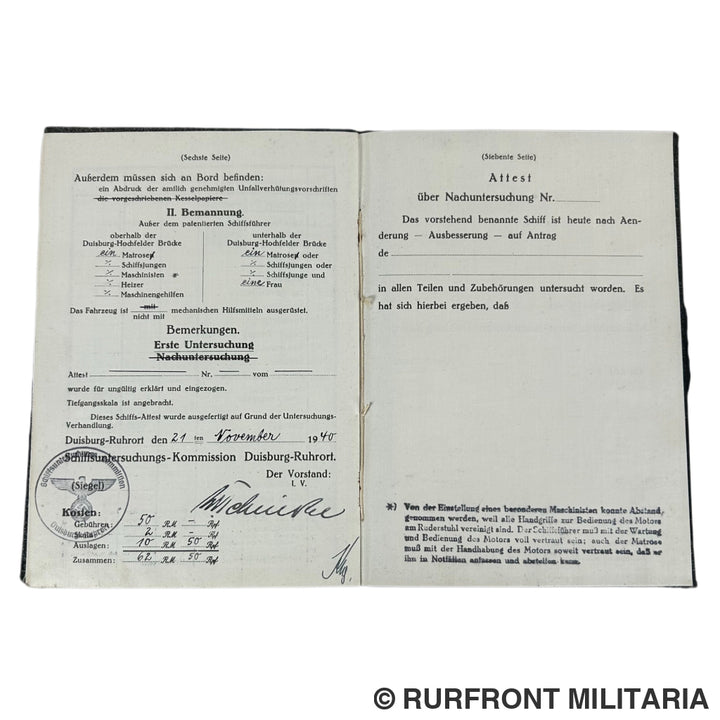 (Sechste Seite)
Außerdem müssen sich an Bord befinden:
ein Abdruck der amtlich genehmigten Unfallverhütungsvorschriften
die vorgeschriebenen Kesselpapiere
II. Bemannung.
Außer dem patentierten Schiffsführer
oberhalb der
Duisburg-Hochfelder Brücke
ein Matrosen
% Schiffsjungen
% Maschinisten *
% Heizer
% Maschinengehilfen
unterhalb der
Duisburg-Hochfelder Brücke
ein Matrosen oder
% Schiffsjungen oder
% Schiffsjunge und
eine Frau
Das Fahrzeug ist mit
nicht mit mechanischen Hilfsmitteln ausgerüstet.
Bemerkungen.
Erste Untersuchung
Nachuntersuchung
Attest Nr. vom
wurde für ungültig erklärt und eingezogen.
Tiefgangsskala ist angebracht.
Dieses Schiffs-Attest wurde ausgefertigt auf Grund der Untersuchungs-
Verhandlung.
Duisburg-Ruhrort den 21 ten November 1940
Schiffsuntersuchungs-Kommission Duisburg-Ruhrort.
(Siegel)
Der Vorstand:
I. V.
Kosten:
Gebühren: 50 RM – Rpf
Skala: 2 RM – Rpf
Auslagen: 10 RM 50 Rpf
Zusammen: 62 RM 50 Rpf
(Siebente Seite)
Attest
über Nachuntersuchung Nr.
Das vorstehend benannte Schiff ist heute nach Aen-
derung — Ausbesserung — auf Antrag
de
in allen Teilen und Zubehörungen untersucht worden. Es
hat sich hierbei ergeben, daß
*) Von der Einstellung eines besonderen Maschinisten konnte Abstand
genommen werden, weil alle Handgriffe zur Bedienung des Motors
am Ruderstuhl vereinigt sind. Der Schiffsführer muß mit der Wartung
und Bedienung des Motors voll vertraut sein; auch der Matrose
muß mit der Handhabung des Motors soweit vertraut sein, daß er
ihn in Notfällen anlassen und abstellen kann.
© RURFRONT MILITARIA